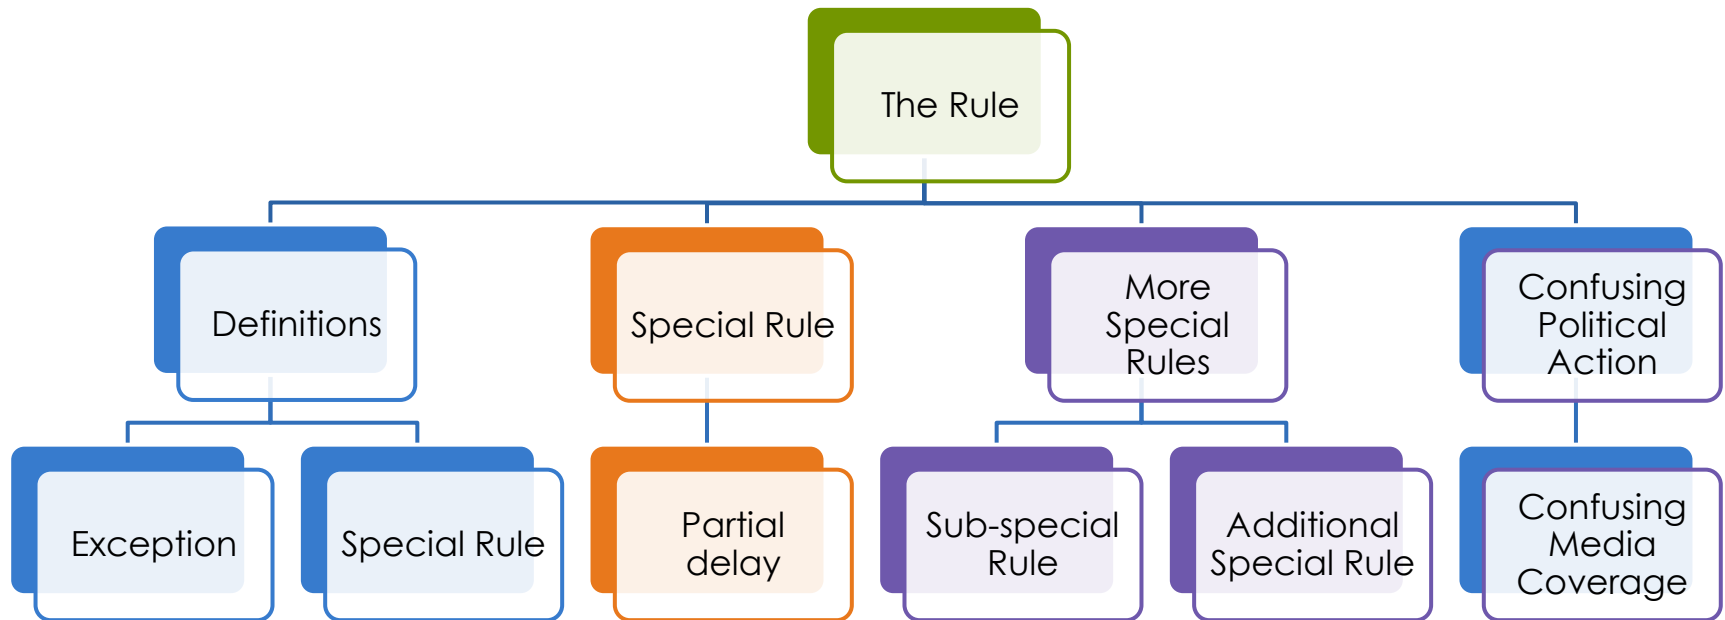 The Rule
Definitions
Special Rule
More
Special
Rules
Confusing
Political
Action
Exception
Special Rule
Partial
delay
Sub-special
Rule
Additional
Special Rule
Confusing
Media
Coverage